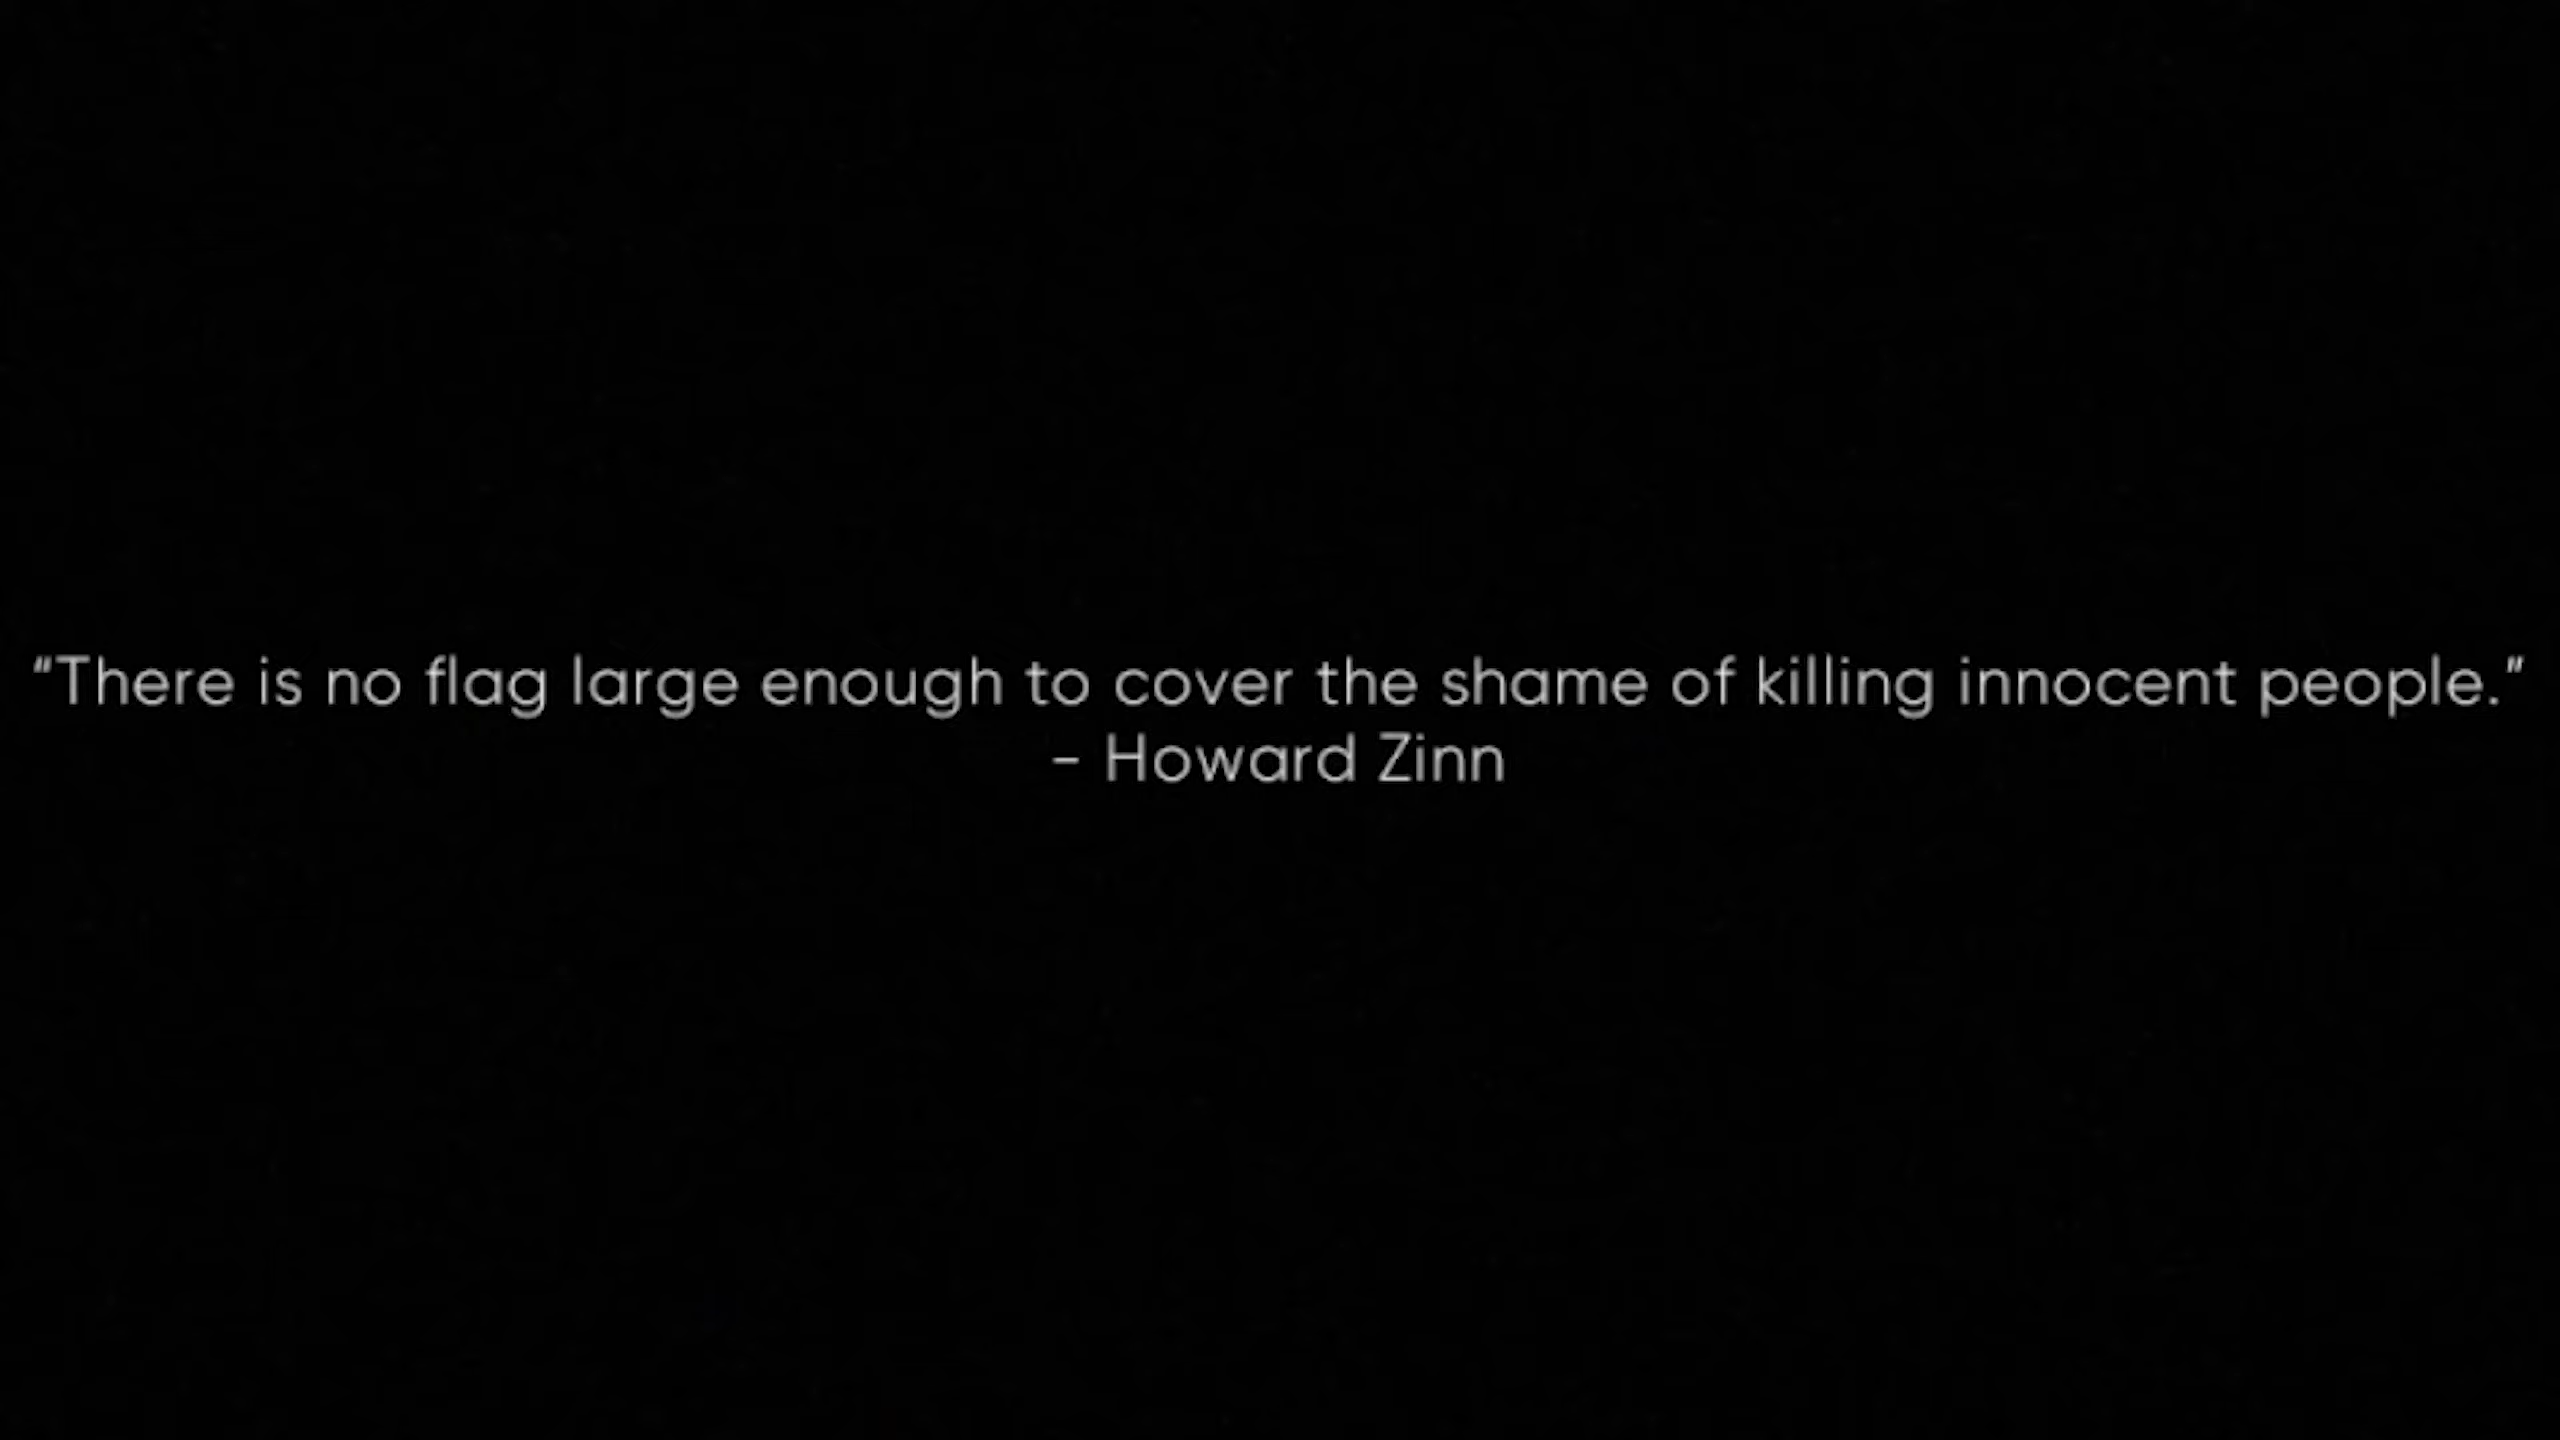 “There is no flag large enough to cover the shame of killing innocent people.”
- Howard Zinn